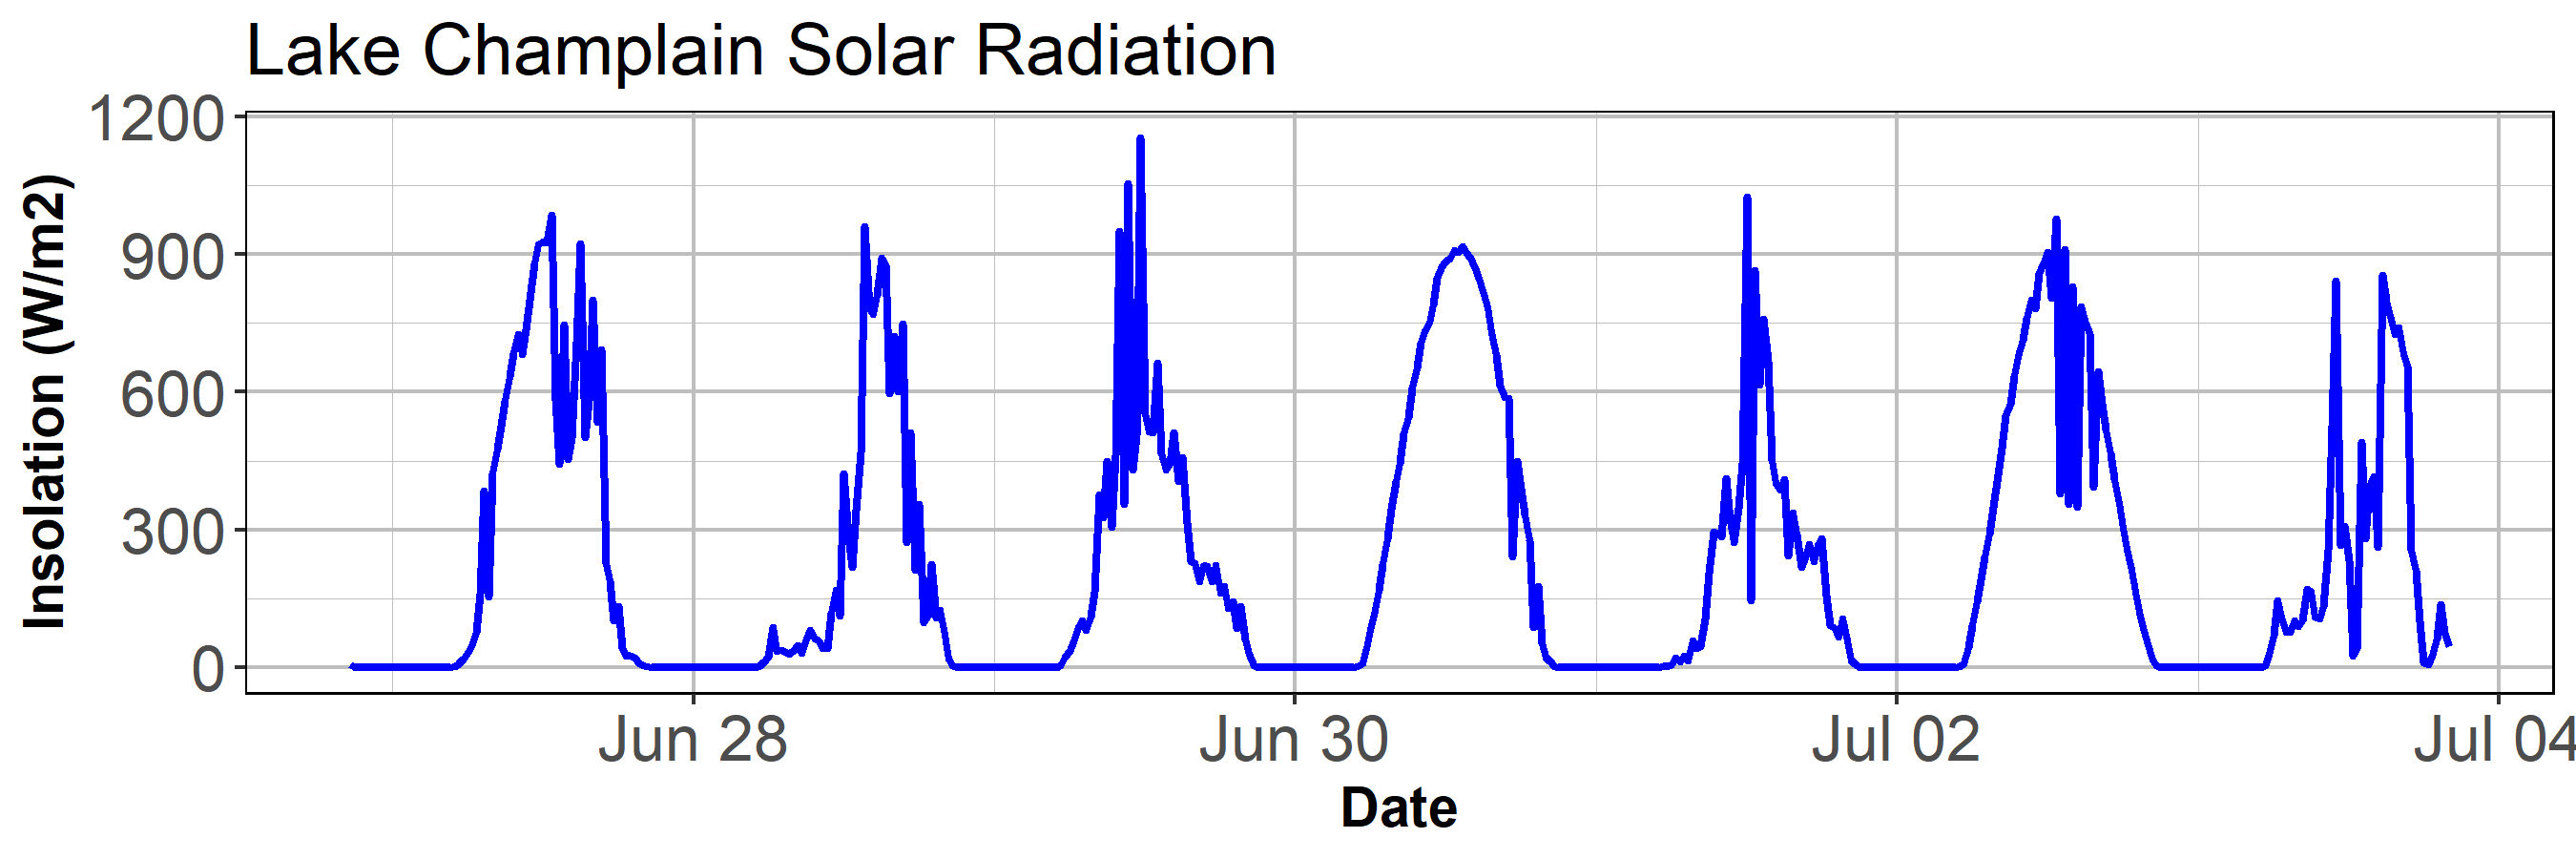 Lake Champlain Solar Radiation
1200
900
600
300
0
Insolation (W/m2)
Jun 28
Jun 30
Jul 02
Jul 04
Date